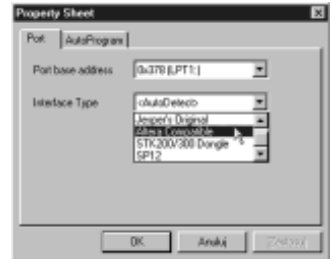 Property Sheet
Port AutoProgram
Port base address 0x378 (LPT1:)
Interface Type <AutoDetect>
Jesper's Original
Altera Compatible
STK200/300 Dongle
SP12
OK Anuluj Zastosuj